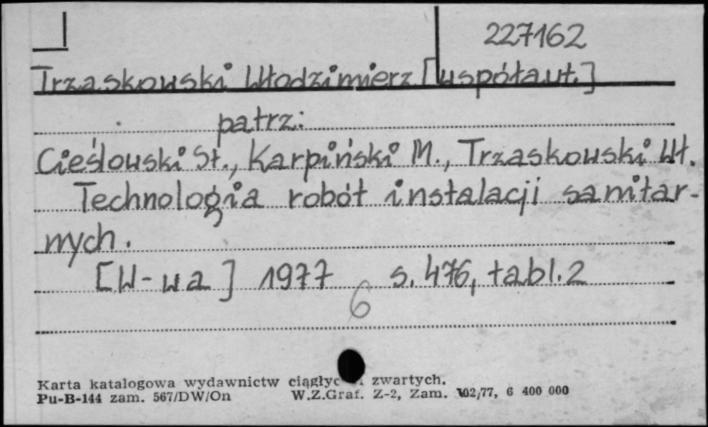 227162
Trzaskowski Włodzimierz [współaut.]
patrz:
Cieślowski St., Karpiński M., Trzaskowski Wł.
Technologia robót instalacji sanitar-
nych.
[W-wa] 1977 s. 476, tabl. 2
6
Karta katalogowa wydawnictw zwartych.
Pu-B-144 zam. 567/DW/On W.Z.Graf. Z-2, Zam. 102/77, 6 400 000